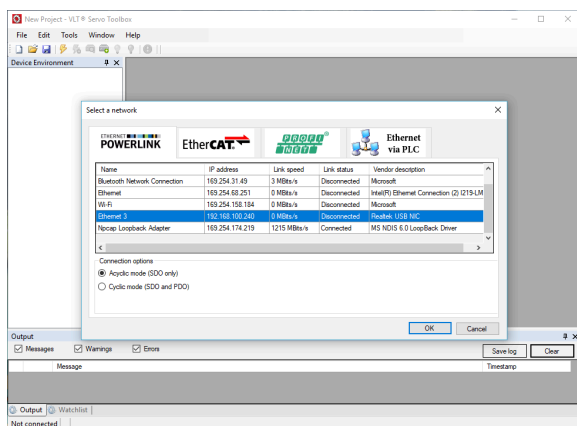 New Project - VLT® Servo Toolbox
File Edit Tools Window Help
Device Environment
Select a network
ETHERNET POWERLINK
EtherCAT.
PROFI NET
Ethernet via PLC
Name IP address Link speed Link status Vendor description
Bluetooth Network Connection 169.254.31.49 3 MBits/s Disconnected Microsoft
Ethernet 169.254.68.251 0 MBits/s Disconnected Intel(R) Ethernet Connection (2) I219-LM
Wi-Fi 169.254.158.184 0 MBits/s Disconnected Microsoft
Ethernet 3 192.168.100.240 0 MBits/s Disconnected Realtek USB NIC
Npcap Loopback Adapter 169.254.174.219 1215 MBits/s Connected MS NDIS 6.0 LoopBack Driver
Connection options
Acyclic mode (SDO only)
Cyclic mode (SDO and PDO)
OK Cancel
Output
Messages Warnings Errors Save log Clear
Message Timestamp
Output Watchlist
Not connected